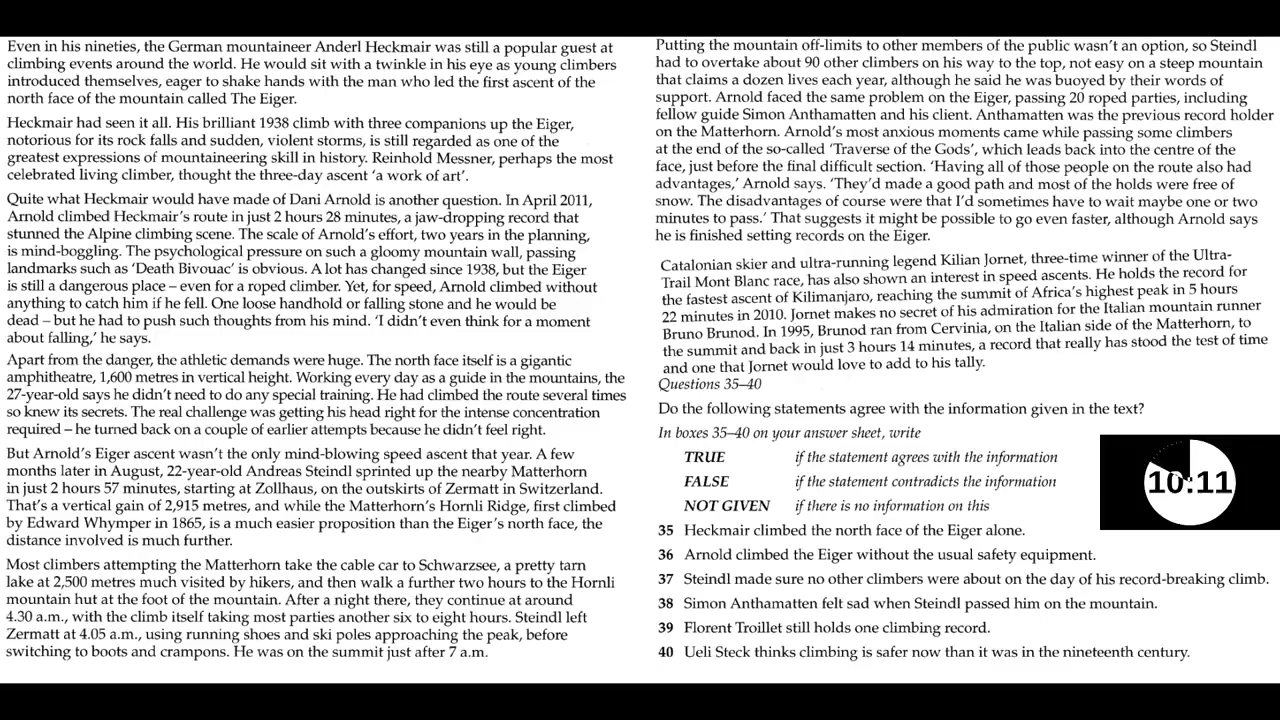 Even in his nineties, the German mountaineer Anderl Heckmair was still a popular guest at
climbing events around the world. He would sit with a twinkle in his eye as young climbers
introduced themselves, eager to shake hands with the man who led the first ascent of the
north face of the mountain called The Eiger.
Heckmair had seen it all. His brilliant 1938 climb with three companions up the Eiger,
notorious for its rock falls and sudden, violent storms, is still regarded as one of the
greatest expressions of mountaineering skill in history. Reinhold Messner, perhaps the most
celebrated living climber, thought the three-day ascent 'a work of art'.
Quite what Heckmair would have made of Dani Arnold is another question. In April 2011,
Arnold climbed Heckmair's route in just 2 hours 28 minutes, a jaw-dropping record that
stunned the Alpine climbing scene. The scale of Arnold's effort, two years in the planning,
is mind-boggling. The psychological pressure on such a gloomy mountain wall, passing
landmarks such as 'Death Bivouac' is obvious. A lot has changed since 1938, but the Eiger
is still a dangerous place – even for a roped climber. Yet, for speed, Arnold climbed without
anything to catch him if he fell. One loose handhold or falling stone and he would be
dead – but he had to push such thoughts from his mind. 'I didn't even think for a moment
about falling,' he says.
Apart from the danger, the athletic demands were huge. The north face itself is a gigantic
amphitheatre, 1,600 metres in vertical height. Working every day as a guide in the mountains, the
27-year-old says he didn't need to do any special training. He had climbed the route several times
so knew its secrets. The real challenge was getting his head right for the intense concentration
required – he turned back on a couple of earlier attempts because he didn't feel right.
But Arnold's Eiger ascent wasn't the only mind-blowing speed ascent that year. A few
months later in August, 22-year-old Andreas Steindl sprinted up the nearby Matterhorn
in just 2 hours 57 minutes, starting at Zollhaus, on the outskirts of Zermatt in Switzerland.
That's a vertical gain of 2,915 metres, and while the Matterhorn's Hornli Ridge, first climbed
by Edward Whymper in 1865, is a much easier proposition than the Eiger's north face, the
distance involved is much further.
Most climbers attempting the Matterhorn take the cable car to Schwarzsee, a pretty tarn
lake at 2,500 metres much visited by hikers, and then walk a further two hours to the Hornli
mountain hut at the foot of the mountain. After a night there, they continue at around
4.30 a.m., with the climb itself taking most parties another six to eight hours. Steindl left
Zermatt at 4.05 a.m., using running shoes and ski poles approaching the peak, before
switching to boots and crampons. He was on the summit just after 7 a.m.
Putting the mountain off-limits to other members of the public wasn't an option, so Steindl
had to overtake about 90 other climbers on his way to the top, not easy on a steep mountain
that claims a dozen lives each year, although he said he was buoyed by their words of
support. Arnold faced the same problem on the Eiger, passing 20 roped parties, including
fellow guide Simon Anthamatten and his client. Anthamatten was the previous record holder
on the Matterhorn. Arnold's most anxious moments came while passing some climbers
at the end of the so-called 'Traverse of the Gods', which leads back into the centre of the
face, just before the final difficult section. 'Having all of those people on the route also had
advantages,' Arnold says. 'They'd made a good path and most of the holds were free of
snow. The disadvantages of course were that I'd sometimes have to wait maybe one or two
minutes to pass.' That suggests it might be possible to go even faster, although Arnold says
he is finished setting records on the Eiger.
Catalonian skier and ultra-running legend Kilian Jornet, three-time winner of the Ultra-
Trail Mont Blanc race, has also shown an interest in speed ascents. He holds the record for
the fastest ascent of Kilimanjaro, reaching the summit of Africa's highest peak in 5 hours
22 minutes in 2010. Jornet makes no secret of his admiration for the Italian mountain runner
Bruno Brunod. In 1995, Brunod ran from Cervinia, on the Italian side of the Matterhorn, to
the summit and back in just 3 hours 14 minutes, a record that really has stood the test of time
and one that Jornet would love to add to his tally.
Questions 35–40
Do the following statements agree with the information given in the text?
In boxes 35–40 on your answer sheet, write
TRUE if the statement agrees with the information
FALSE if the statement contradicts the information
NOT GIVEN if there is no information on this
10:11
35 Heckmair climbed the north face of the Eiger alone.
36 Arnold climbed the Eiger without the usual safety equipment.
37 Steindl made sure no other climbers were about on the day of his record-breaking climb.
38 Simon Anthamatten felt sad when Steindl passed him on the mountain.
39 Florent Troillet still holds one climbing record.
40 Ueli Steck thinks climbing is safer now than it was in the nineteenth century.